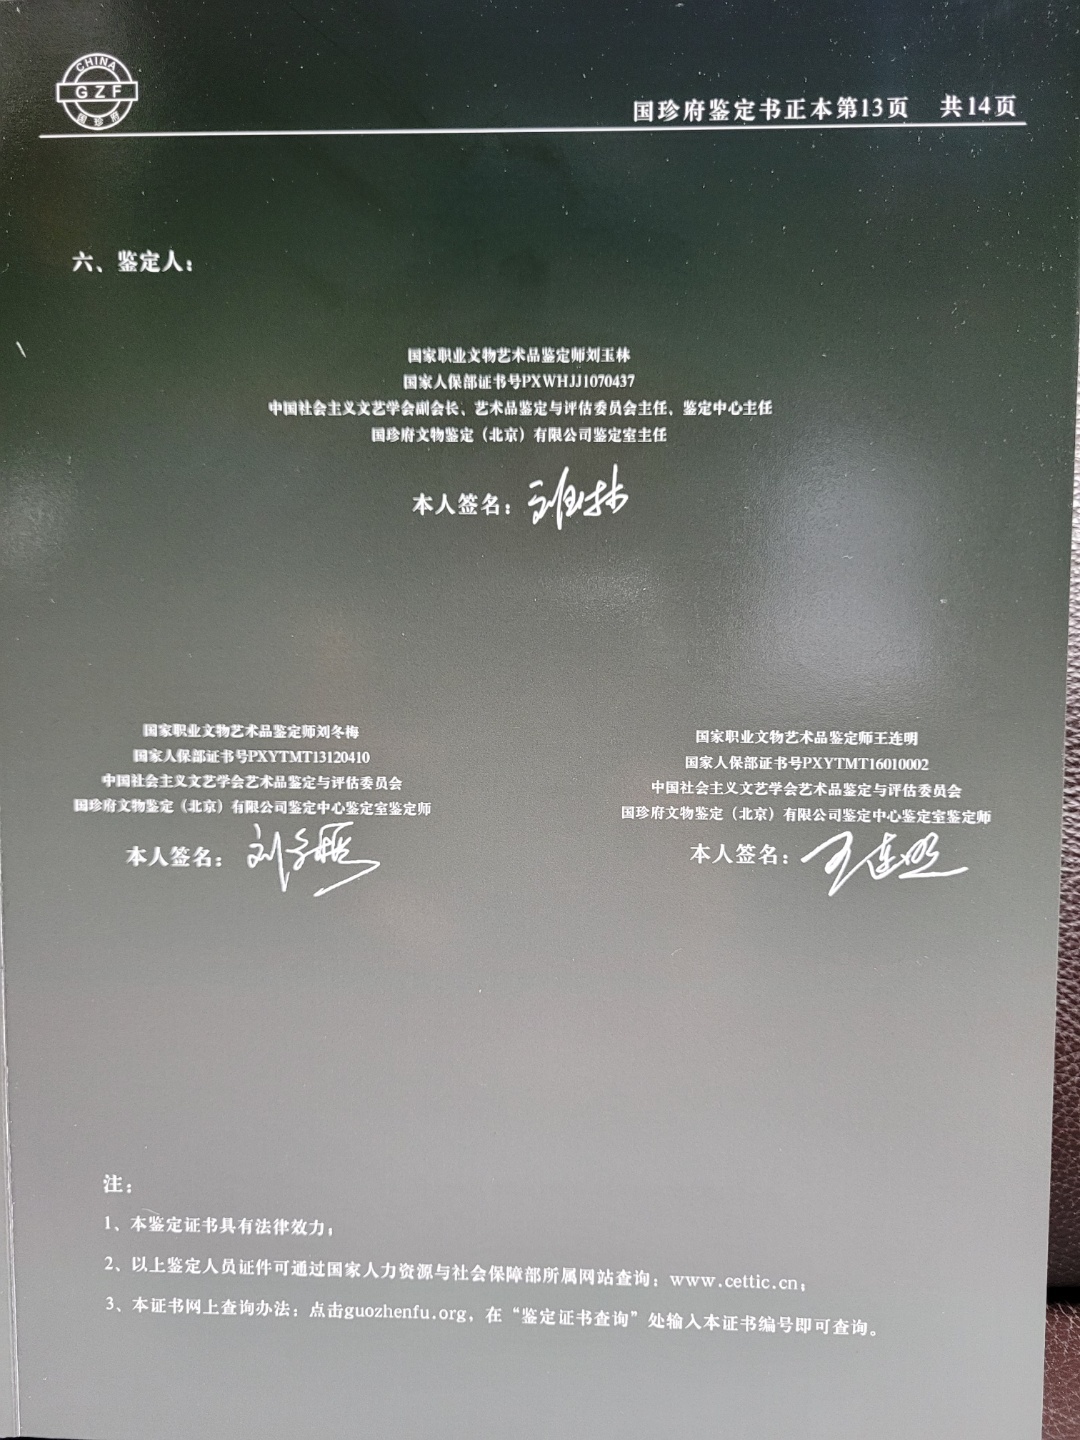 CHINA
GZF
国珍府
国珍府鉴定书正本第13页 共14页
六、鉴定人：
国家职业文物艺术品鉴定师刘玉林
国家人保部证书号PXWHJJ1070437
中国社会主义文艺学会副会长、艺术品鉴定与评估委员会主任、鉴定中心主任
国珍府文物鉴定（北京）有限公司鉴定室主任
本人签名：刘玉林
国家职业文物艺术品鉴定师刘冬梅
国家人保部证书号PXYTMT13120410
中国社会主义文艺学会艺术品鉴定与评估委员会
国珍府文物鉴定（北京）有限公司鉴定中心鉴定室鉴定师
本人签名：
国家职业文物艺术品鉴定师王连明
国家人保部证书号PXYTMT16010002
中国社会主义文艺学会艺术品鉴定与评估委员会
国珍府文物鉴定（北京）有限公司鉴定中心鉴定室鉴定师
本人签名：王连明
注：
1、本鉴定证书具有法律效力；
2、以上鉴定人员证件可通过国家人力资源与社会保障部所属网站查询：www.cettic.cn；
3、本证书网上查询办法：点击guozhenfu.org，在“鉴定证书查询”处输入本证书编号即可查询。